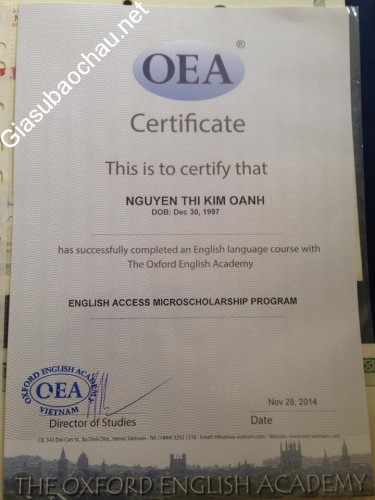 Giasubaochau.net
OEA®
Certificate
This is to certify that
NGUYEN THI KIM OANH
DOB: Dec 30, 1997
has successfully completed an English language course with
The Oxford English Academy
ENGLISH ACCESS MICROSCHOLARSHIP PROGRAM
OXFORD ENGLISH ACADEMY
OEA
VIETNAM
Nov 28, 2014
Director of Studies
Date
THE OXFORD ENGLISH ACADEMY